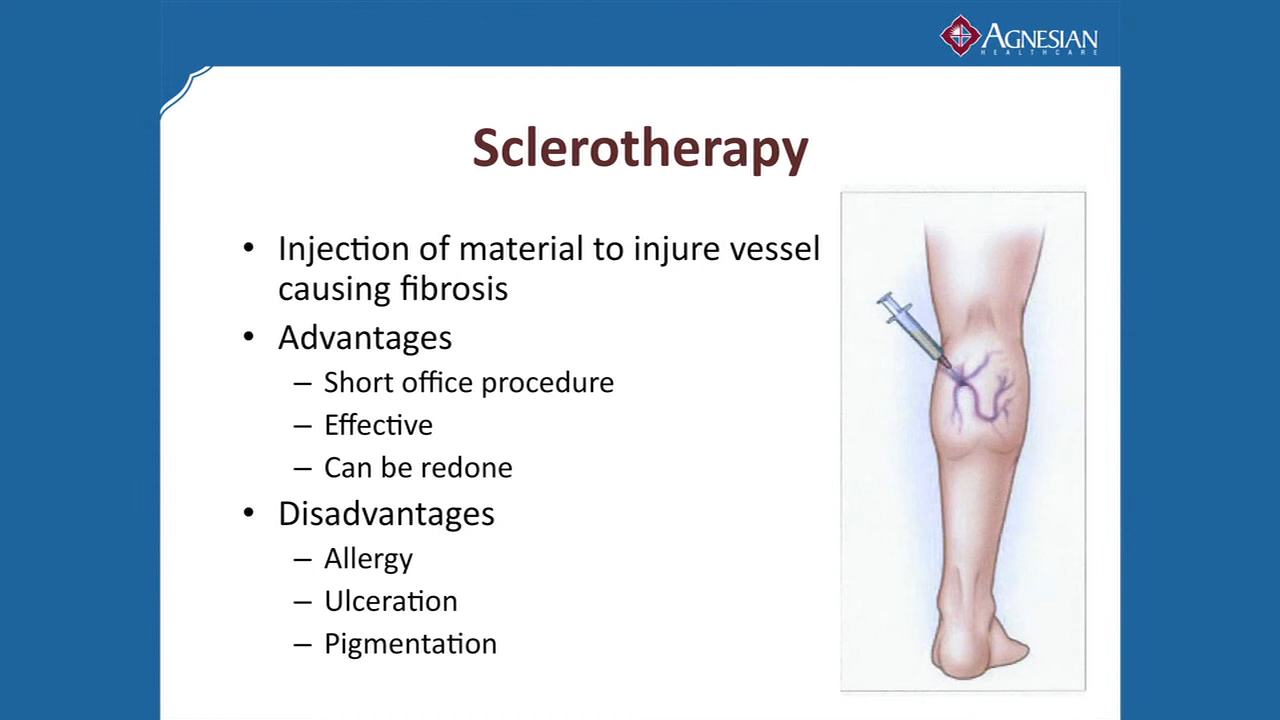 AGNESIAN
HEALTHCARE
Sclerotherapy
• Injection of material to injure vessel
causing fibrosis
• Advantages
– Short office procedure
– Effective
– Can be redone
• Disadvantages
– Allergy
– Ulceration
– Pigmentation